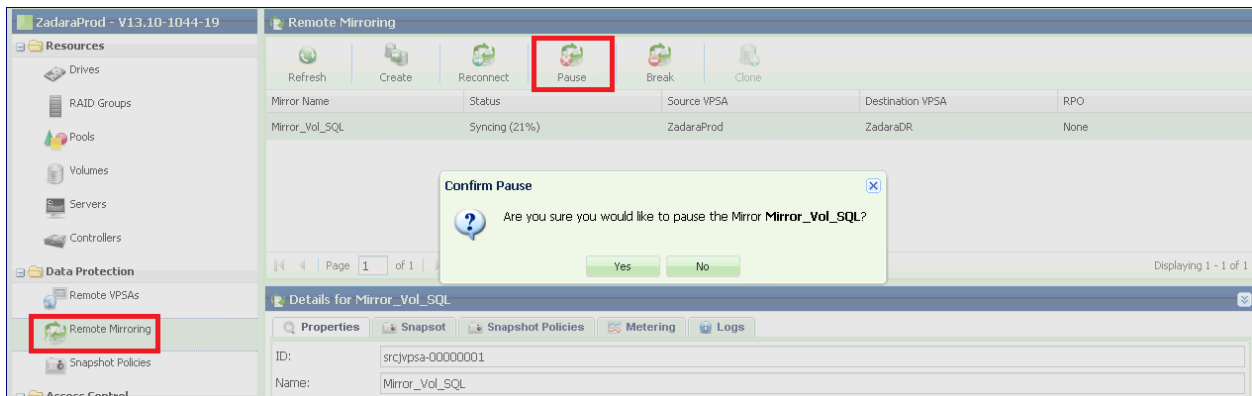 ZadaraProd - V13.10-1044-19
Resources
Drives
RAID Groups
Pools
Volumes
Servers
Controllers
Data Protection
Remote VPSAs
Remote Mirroring
Snapshot Policies
Access Control
Remote Mirroring
Refresh Create Reconnect Pause Break Clone
Mirror Name Status Source VPSA Destination VPSA RPO
Mirror_Vol_SQL Syncing (21%) ZadaraProd ZadaraDR None
Confirm Pause
Are you sure you would like to pause the Mirror Mirror_Vol_SQL?
Yes No
Page 1 of 1 Displaying 1 - 1 of 1
Details for Mirror_Vol_SQL
Properties Snapsot Snapshot Policies Metering Logs
ID: srcjvpsa-00000001
Name: Mirror_Vol_SQL